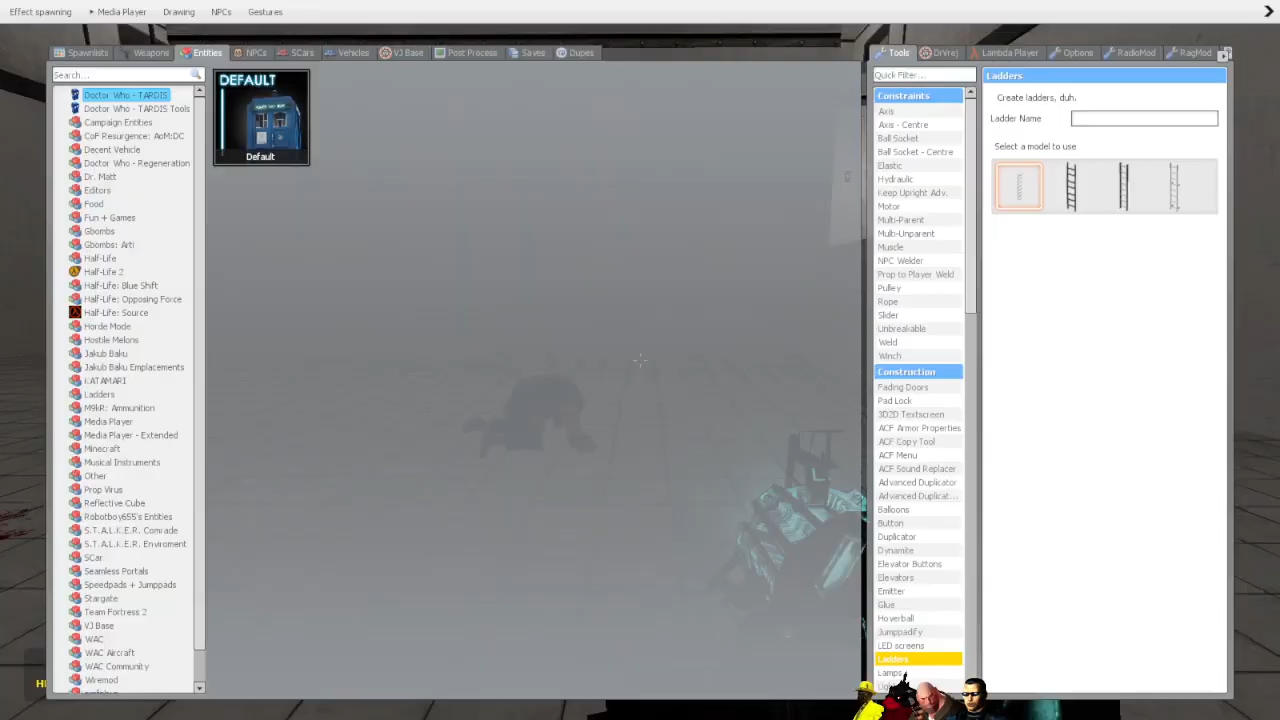 Effect spawning
Media Player
Drawing
NPCs
Gestures
Spawnlists
Weapons
Entities
NPCs
SCars
Vehicles
VJ Base
Post Process
Saves
Dupes
Search...
Doctor Who - TARDIS
Doctor Who - TARDIS Tools
Campaign Entities
CoF Resurgence: AoM:DC
Decent Vehicle
Doctor Who - Regeneration
Dr. Matt
Editors
Food
Fun + Games
Gbombs
Gbombs: Arti
Half-Life
Half-Life 2
Half-Life: Blue Shift
Half-Life: Opposing Force
Half-Life: Source
Horde Mode
Hostile Melons
Jakub Baku
Jakub Baku Emplacements
KATAMARI
Ladders
M9kR: Ammunition
Media Player
Media Player - Extended
Minecraft
Musical Instruments
Other
Prop Virus
Reflective Cube
Robotboy655's Entities
S.T.A.L.K.E.R. Comrade
S.T.A.L.K.E.R. Enviroment
SCar
Seamless Portals
Speedpads + Jumppads
Stargate
Team Fortress 2
VJ Base
WAC
WAC Aircraft
WAC Community
Wiremod
DEFAULT
Default
Tools
DrVrej
Lambda Player
Options
RadioMod
RagMod
Quick Filter...
Constraints
Axis
Axis - Centre
Ball Socket
Ball Socket - Centre
Elastic
Hydraulic
Keep Upright Adv.
Motor
Multi-Parent
Multi-Unparent
Muscle
NPC Welder
Prop to Player Weld
Pulley
Rope
Slider
Unbreakable
Weld
Winch
Construction
Fading Doors
Pad Lock
3D2D Textscreen
ACF Armor Properties
ACF Copy Tool
ACF Menu
ACF Sound Replacer
Advanced Duplicator
Advanced Duplicat...
Balloons
Button
Duplicator
Dynamite
Elevator Buttons
Elevators
Emitter
Glue
Hoverball
Jumppadify
LED screens
Ladders
Lamps
Ladders
Create ladders, duh.
Ladder Name
Select a model to use